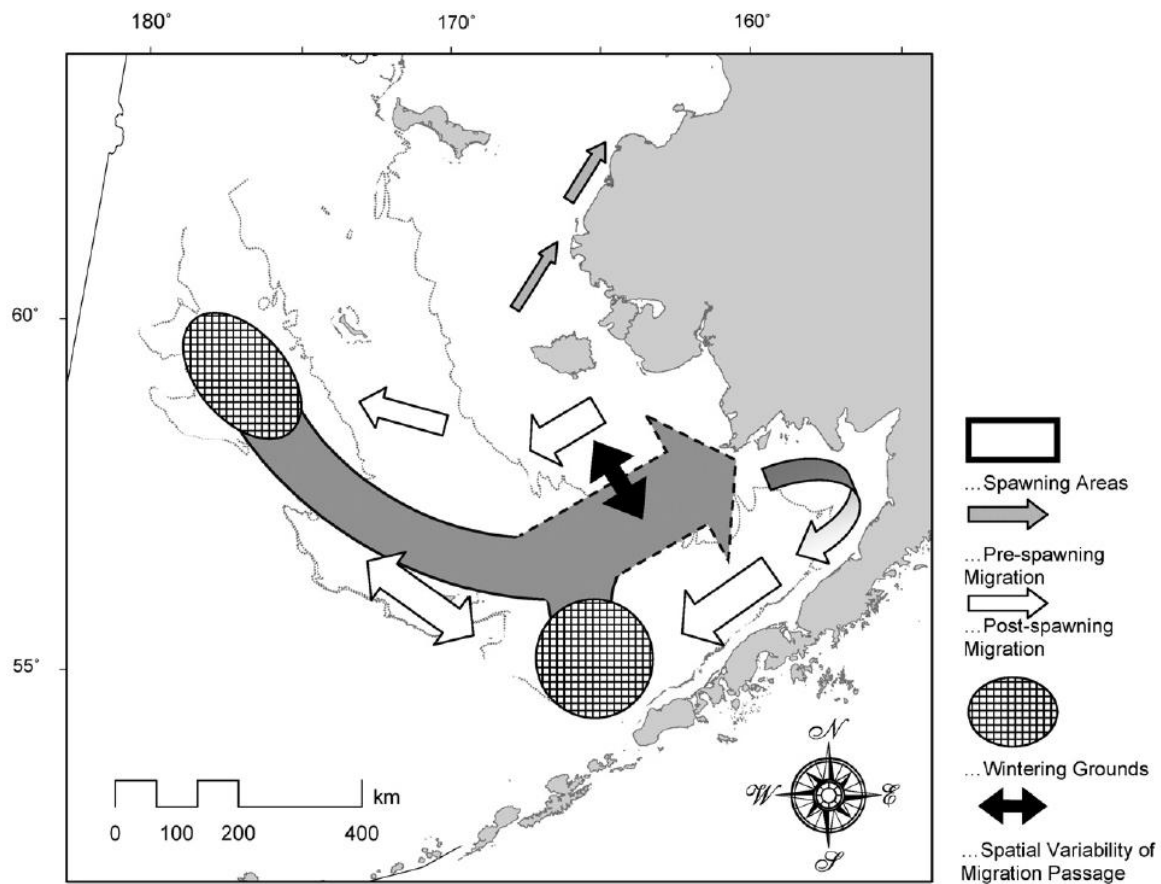 180˚ 170˚ 160˚
60˚
55˚
0 100 200 400 km
N
W E
S
...Spawning Areas
...Pre-spawning
Migration
...Post-spawning
Migration
...Wintering Grounds
...Spatial Variability of
Migration Passage